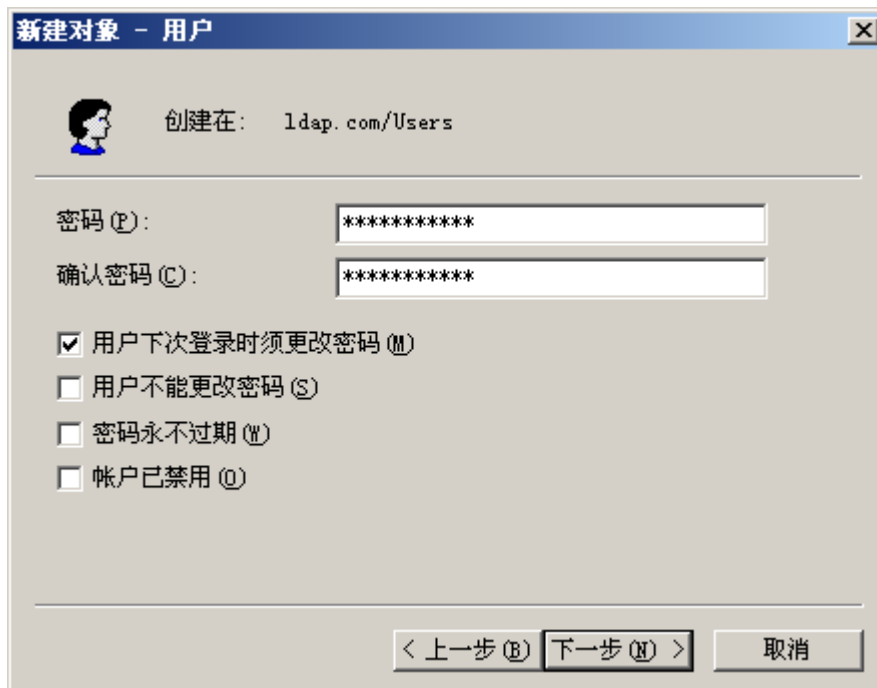 新建对象 - 用户
创建在: ldap.com/Users
密码(P):
***********
确认密码(C):
***********
用户下次登录时须更改密码(M)
用户不能更改密码(S)
密码永不过期(W)
帐户已禁用(O)
< 上一步(B)
下一步(N) >
取消